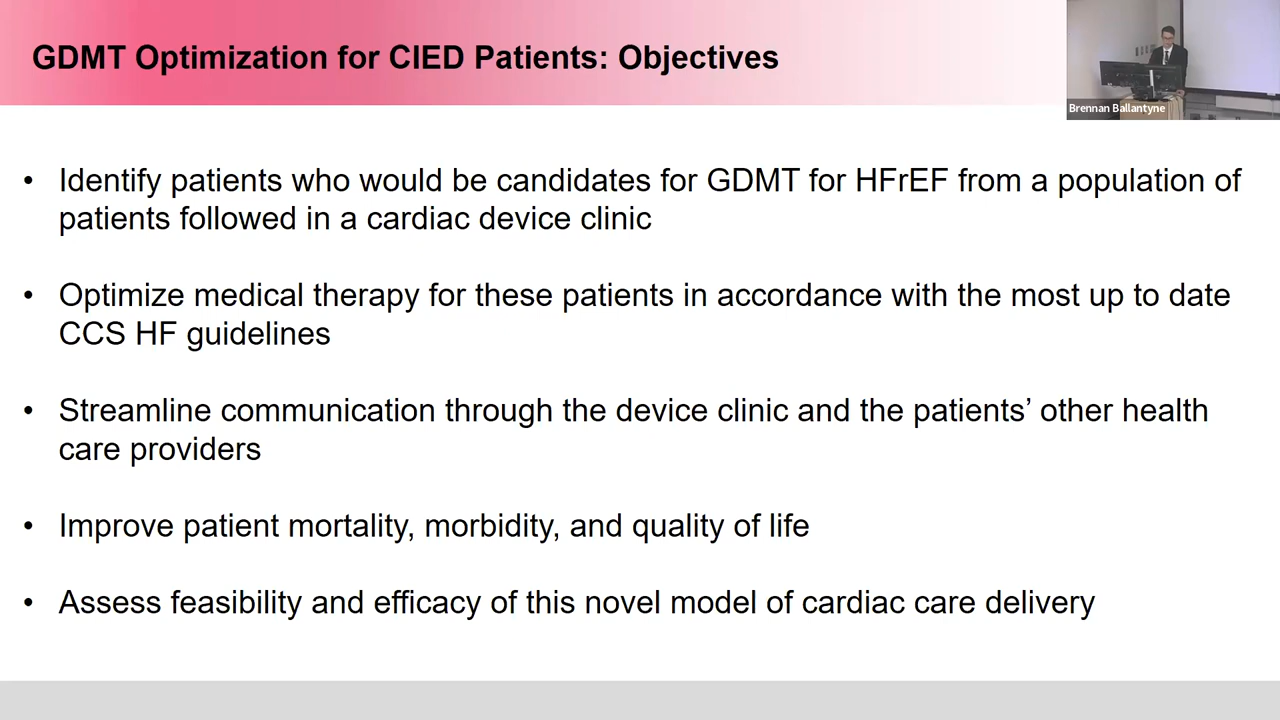 GDMT Optimization for CIED Patients: Objectives
Brennan Ballantyne
• Identify patients who would be candidates for GDMT for HFrEF from a population of
patients followed in a cardiac device clinic
• Optimize medical therapy for these patients in accordance with the most up to date
CCS HF guidelines
• Streamline communication through the device clinic and the patients’ other health
care providers
• Improve patient mortality, morbidity, and quality of life
• Assess feasibility and efficacy of this novel model of cardiac care delivery